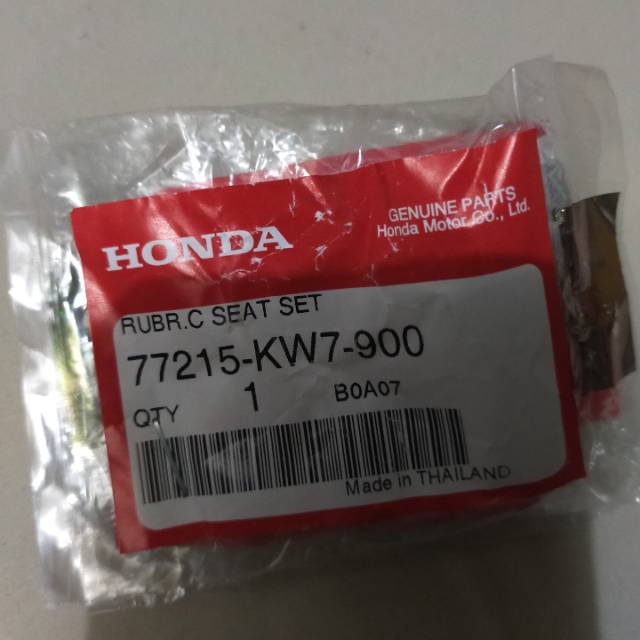 HONDA
GENUINE PARTS
Honda Motor Co., Ltd.
RUBR.C SEAT SET
77215-KW7-900
QTY 1 B0A07
Made in THAILAND